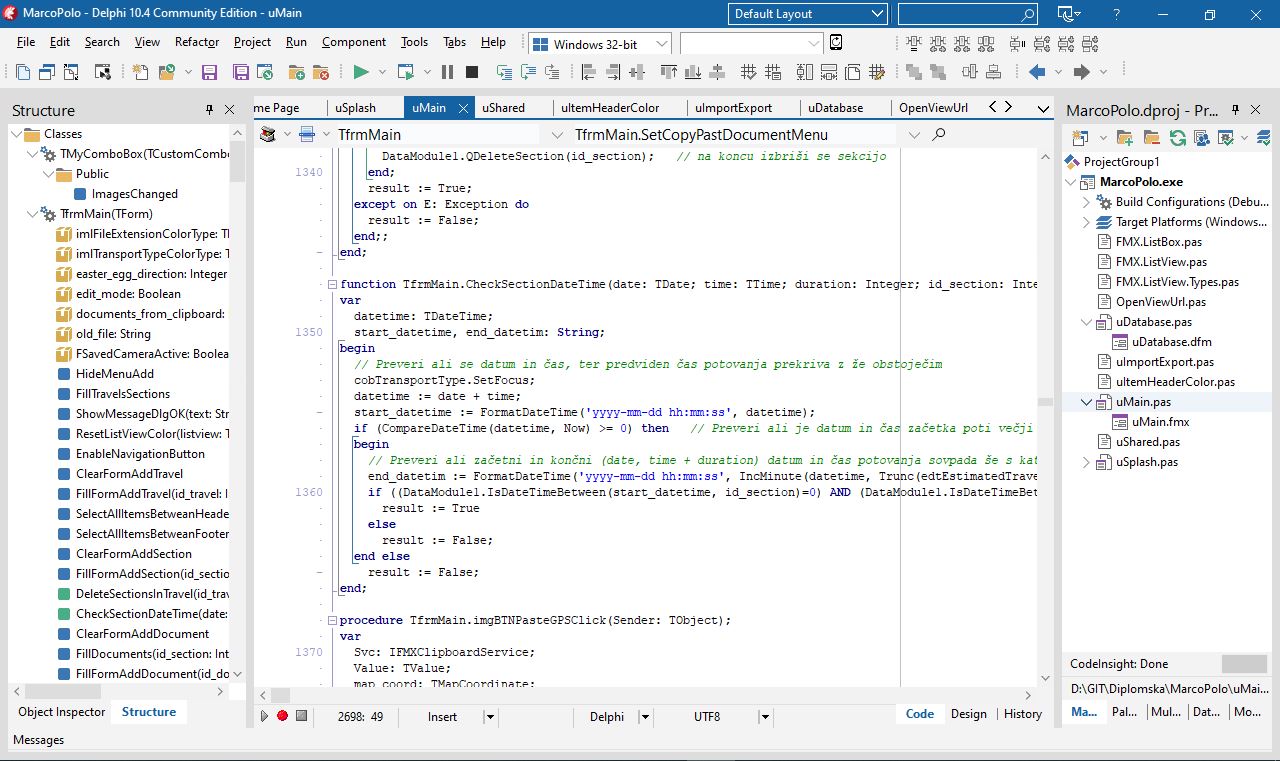 MarcoPolo - Delphi 10.4 Community Edition - uMain
Default Layout
File Edit Search View Refactor Project Run Component Tools Tabs Help
Windows 32-bit
Structure
Classes
TMyComboBox(TCustomCombo
Public
ImagesChanged
TfrmMain(TForm)
imlFileExtensionColorType: TI
imlTransportTypeColorType: T
easter_egg_direction: Integer
edit_mode: Boolean
documents_from_clipboard:
old_file: String
FSavedCameraActive: Boolea
HideMenuAdd
FillTravelsSections
ShowMessageDlgOK(text: Str
ResetListViewColor(listview: T
EnableNavigationButton
ClearFormAddTravel
FillFormAddTravel(id_travel: I
SelectAllItemsBetweanHeade
SelectAllItemsBetweanFooter
ClearFormAddSection
FillFormAddSection(id_sectio
DeleteSectionsInTravel(id_tra
CheckSectionDateTime(date:
ClearFormAddDocument
FillDocuments(id_section: Int
FillFormAddDocument(id_do
Object Inspector Structure
me Page uSplash uMain uShared uItemHeaderColor uImportExport uDatabase OpenViewUrl
TfrmMain TfrmMain.SetCopyPastDocumentMenu
DataModule1.QDeleteSection(id_section); // na koncu izbriši se sekcijo
1340 end;
result := True;
except on E: Exception do
result := False;
end;;
end;
function TfrmMain.CheckSectionDateTime(date: TDate; time: TTime; duration: Integer; id_section: Inte
var
datetime: TDateTime;
1350 start_datetime, end_datetim: String;
begin
// Preveri ali se datum in čas, ter predviden čas potovanja prekriva z že obstoječim
cobTransportType.SetFocus;
datetime := date + time;
start_datetime := FormatDateTime('yyyy-mm-dd hh:mm:ss', datetime);
if (CompareDateTime(datetime, Now) >= 0) then // Preveri ali je datum in čas začetka poti večji
begin
// Preveri ali začetni in končni (date, time + duration) datum in čas potovanja sovpada še s kat
end_datetim := FormatDateTime('yyyy-mm-dd hh:mm:ss', IncMinute(datetime, Trunc(edtEstimatedTrave
1360 if ((DataModule1.IsDateTimeBetween(start_datetime, id_section)=0) AND (DataModule1.IsDateTimeBet
result := True
else
result := False;
end else
result := False;
end;
procedure TfrmMain.imgBTNPasteGPSClick(Sender: TObject);
var
1370 Svc: IFMXClipboardService;
Value: TValue;
map_coord: TMapCoordinate;
2698: 49 Insert Delphi UTF8 Code Design History
MarcoPolo.dproj - Pr...
ProjectGroup1
MarcoPolo.exe
Build Configurations (Debu...
Target Platforms (Windows...
FMX.ListBox.pas
FMX.ListView.pas
FMX.ListView.Types.pas
OpenViewUrl.pas
uDatabase.pas
uDatabase.dfm
uImportExport.pas
uItemHeaderColor.pas
uMain.pas
uMain.fmx
uShared.pas
uSplash.pas
CodeInsight: Done
D:\GIT\Diplomska\MarcoPolo\uMai...
Ma... Pal... Mul... Dat... Mo...
Messages